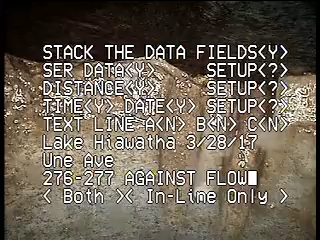 STACK THE DATA FIELDS<Y>
SER DATA<Y> SETUP<?>
DISTANCE<Y> SETUP<?>
TIME<Y> DATE<Y> SETUP<?>
TEXT LINE A<N> B<N> C<N>
Lake Hiawatha 3/28/17
Une Ave
276-277 AGAINST FLOW
< Both >< In-Line Only >